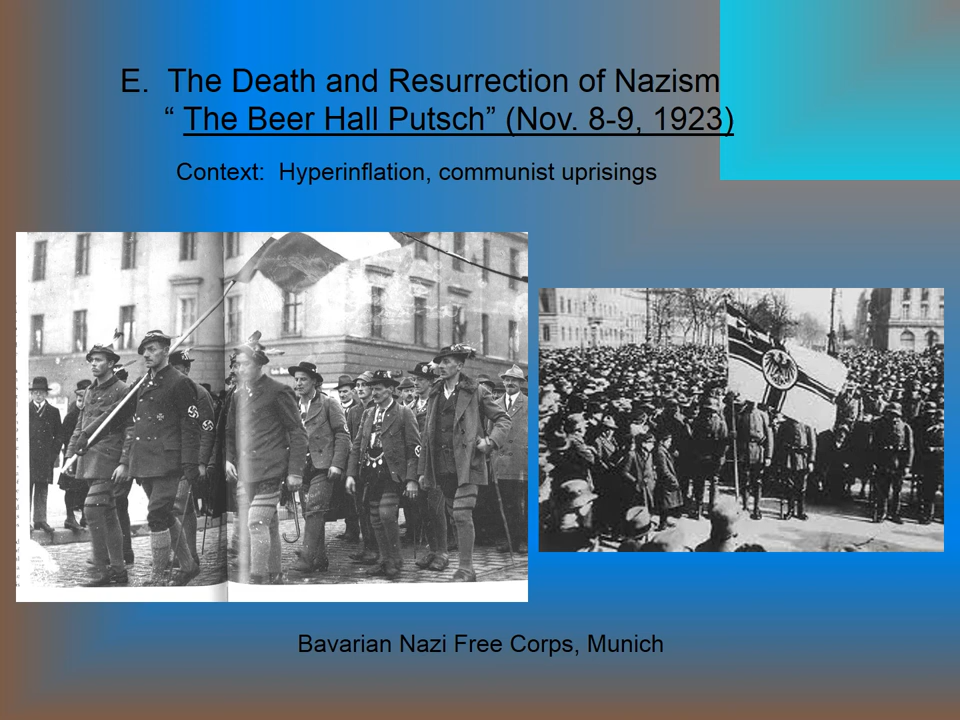 E. The Death and Resurrection of Nazism
“ The Beer Hall Putsch” (Nov. 8-9, 1923)
Context: Hyperinflation, communist uprisings
Bavarian Nazi Free Corps, Munich